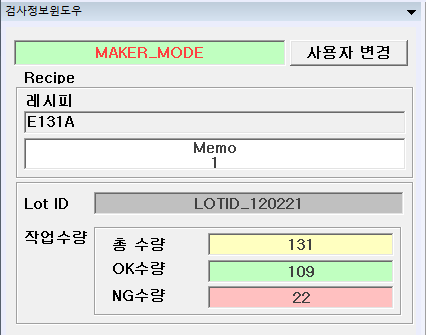 검사정보윈도우
MAKER_MODE 사용자 변경
Recipe
레시피
E131A
Memo
1
Lot ID LOTID_120221
작업수량
총 수량 131
OK수량 109
NG수량 22